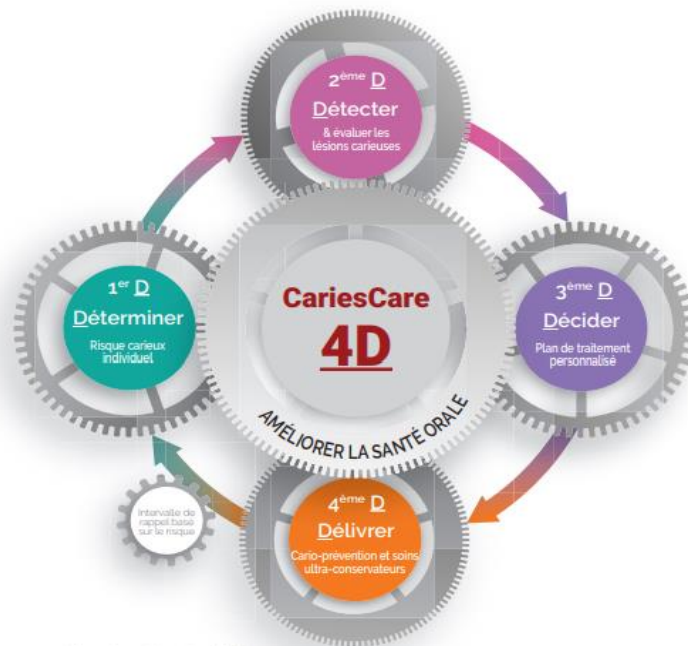 2ème D
Détecter
& évaluer les
lésions carieuses
1er D
Déterminer
Risque carieux
individuel
CariesCare
4D
AMÉLIORER LA SANTÉ ORALE
3ème D
Décider
Plan de traitement
personnalisé
4ème D
Délivrer
Cario-prévention et soins
ultra-conservateurs
Intervalle de
rappel basé
sur le risque